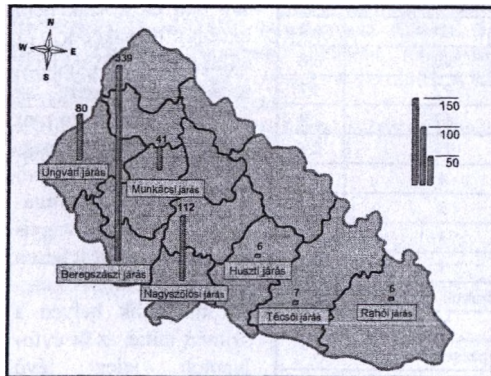 N
W E
S
339
80
41
Ungvári járás
Munkácsi járás
112
6
Beregszászi járás
Huszti járás
Nagyszőlősi járás
7
6
Técsői járás
Rahói járás
150
100
50